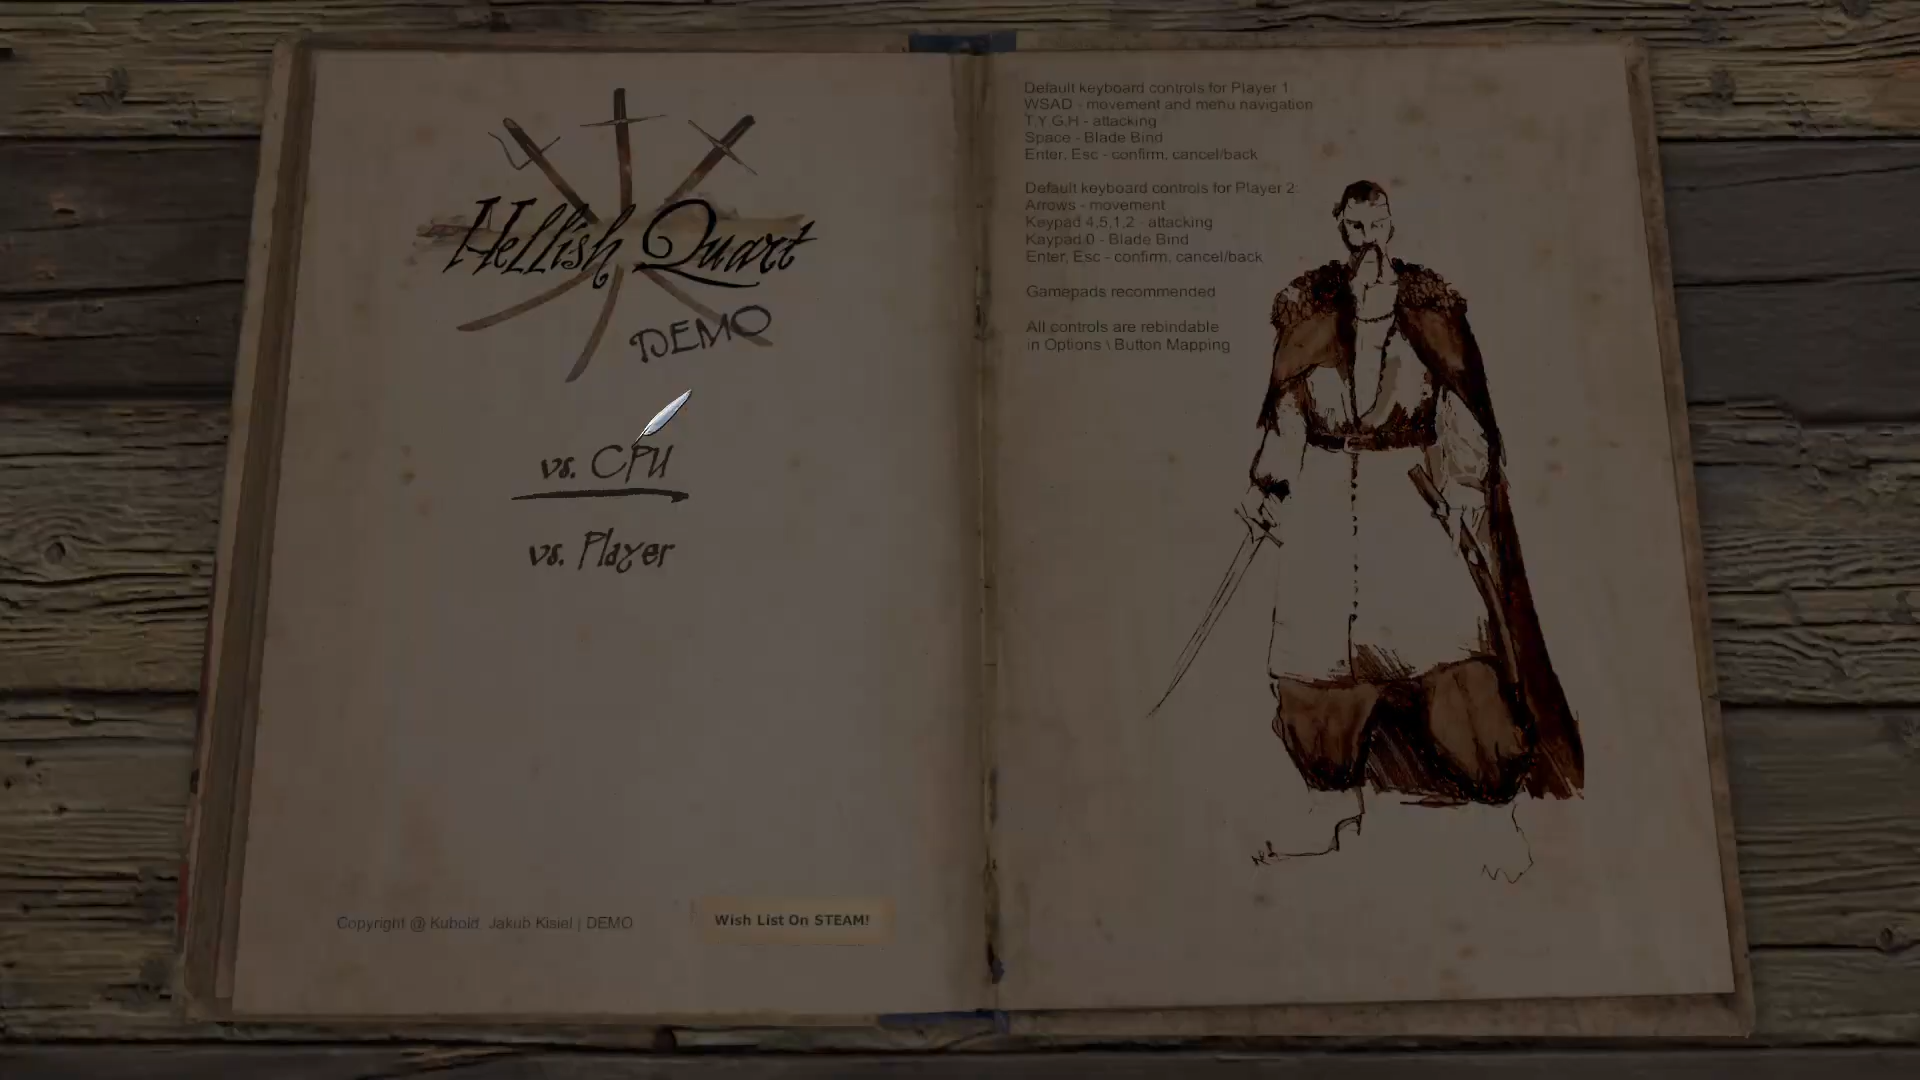 Hellish Quart
DEMO
vs. CPU
vs. Player
Copyright @ Kubold, Jakub Kisiel | DEMO
Wish List On STEAM!
Default keyboard controls for Player 1:
WSAD - movement and menu navigation
T,Y,G,H - attacking
Space - Blade Bind
Enter, Esc - confirm, cancel/back
Default keyboard controls for Player 2:
Arrows - movement
Keypad 4,5,1,2 - attacking
Kaypad 0 - Blade Bind
Enter, Esc - confirm, cancel/back
Gamepads recommended
All controls are rebindable
in Options \ Button Mapping